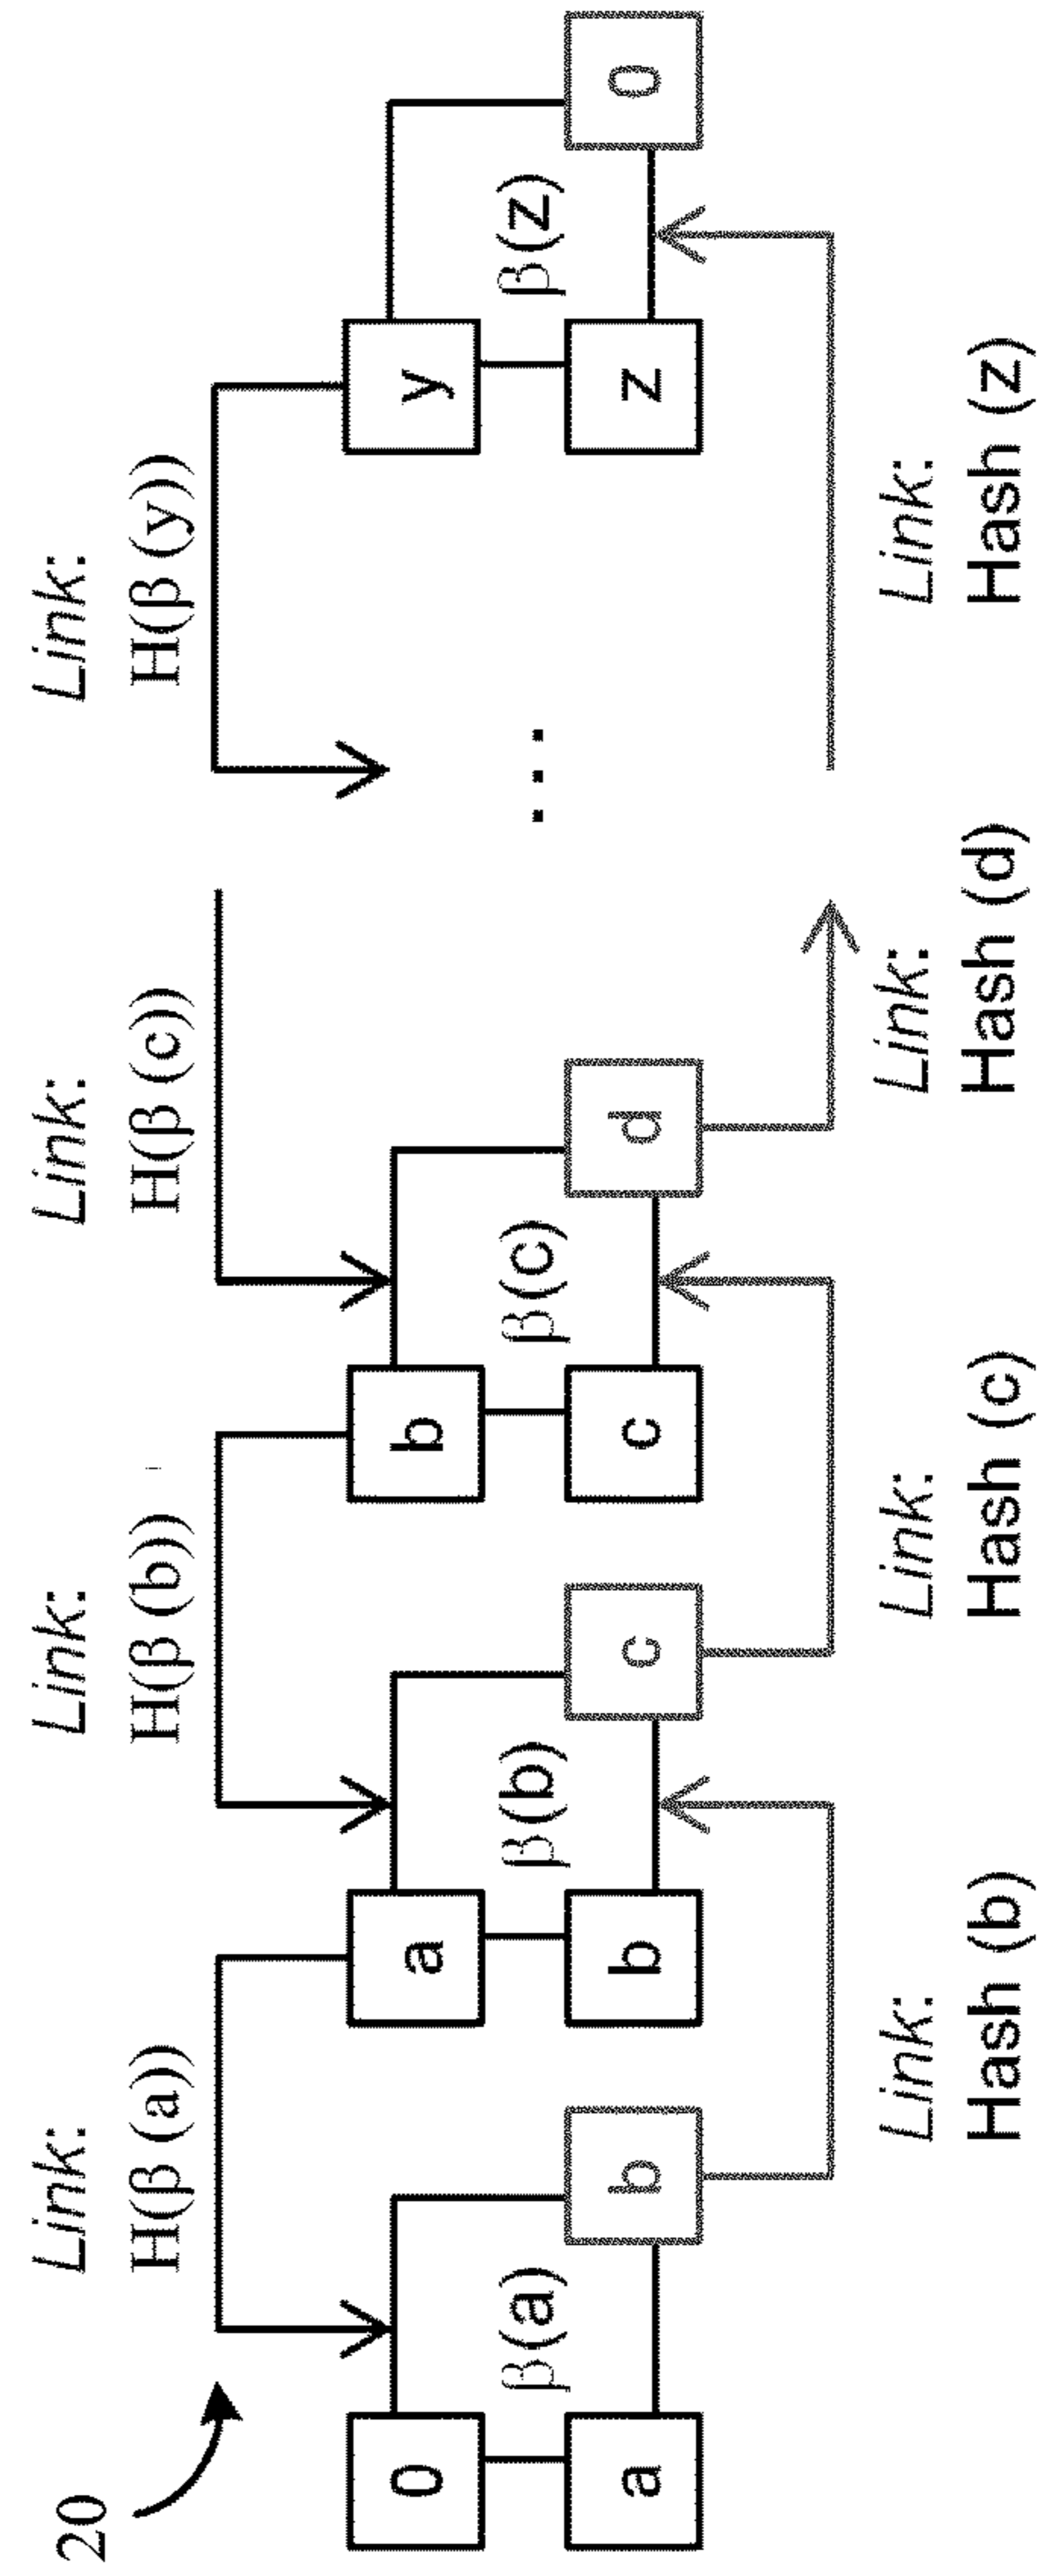 20
Link:
H(β (a))
Link:
H(β (b))
Link:
H(β (c))
Link:
H(β (y))
0
a
b
y
β(a)
β(b)
β(c)
...
β(z)
a
b
b
c
c
d
z
0
Link:
Hash (b)
Link:
Hash (c)
Link:
Hash (d)
Link:
Hash (z)